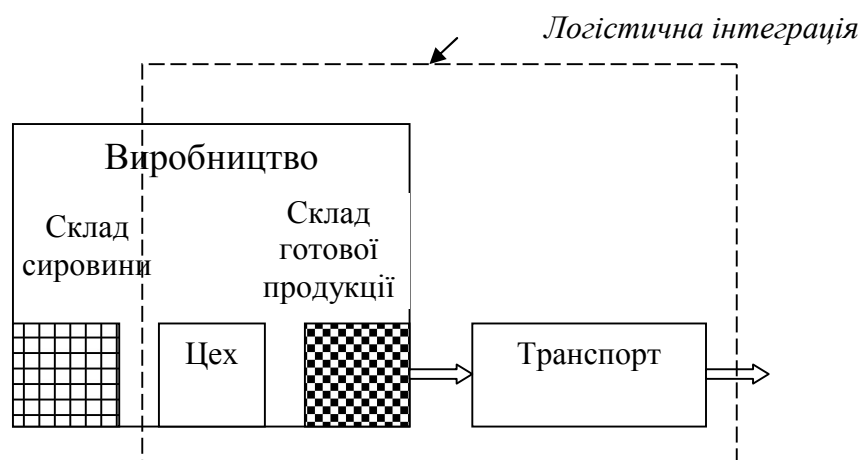 Логістична інтеграція
Виробництво
Склад
сировини
Склад
готової
продукції
Цех
Транспорт